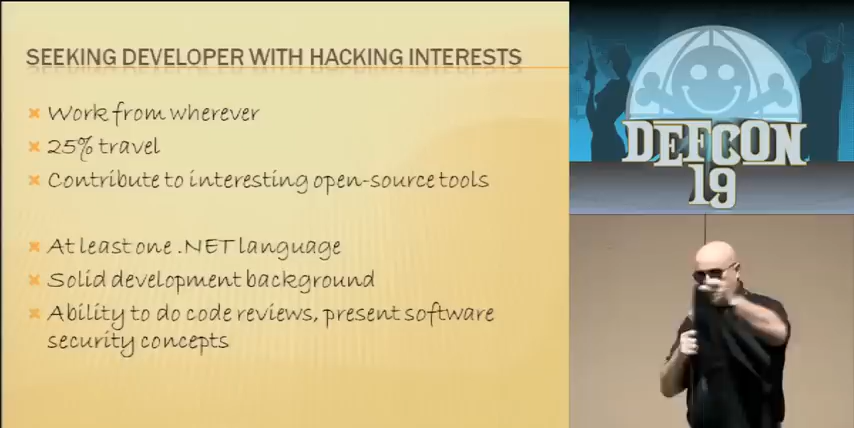 SEEKING DEVELOPER WITH HACKING INTERESTS
Work from wherever
25% travel
Contribute to interesting open-source tools
At least one .NET language
Solid development background
Ability to do code reviews, present software
security concepts
DEFCON
19